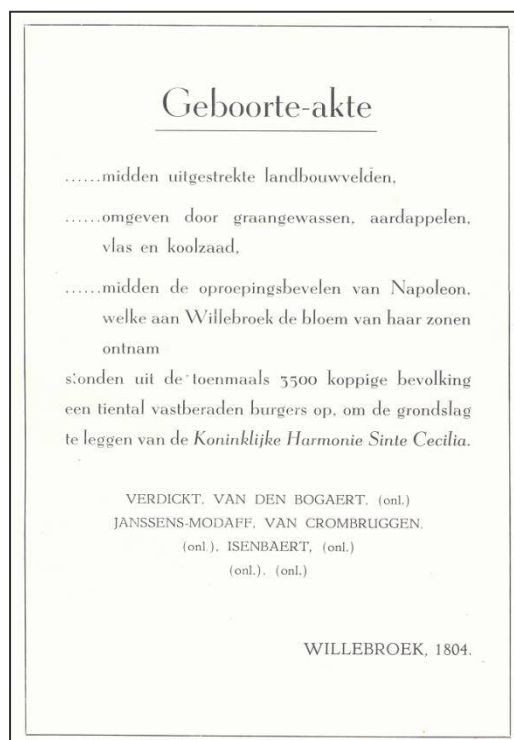 Geboorte-akte
......midden uitgestrekte landbouwvelden,
......omgeven door graangewassen, aardappelen,
vlas en koolzaad,
......midden de oproepingsbevelen van Napoleon,
welke aan Willebroek de bloem van haar zonen
ontnam
stonden uit de toenmaals 3500 koppige bevolking
een tiental vastberaden burgers op, om de grondslag
te leggen van de Koninklijke Harmonie Sinte Cecilia.
VERDICKT, VAN DEN BOGAERT, (onl.)
JANSSENS-MODAFF, VAN CROMBRUGGEN,
(onl.), ISENBAERT, (onl.)
(onl.), (onl.)
WILLEBROEK, 1804.